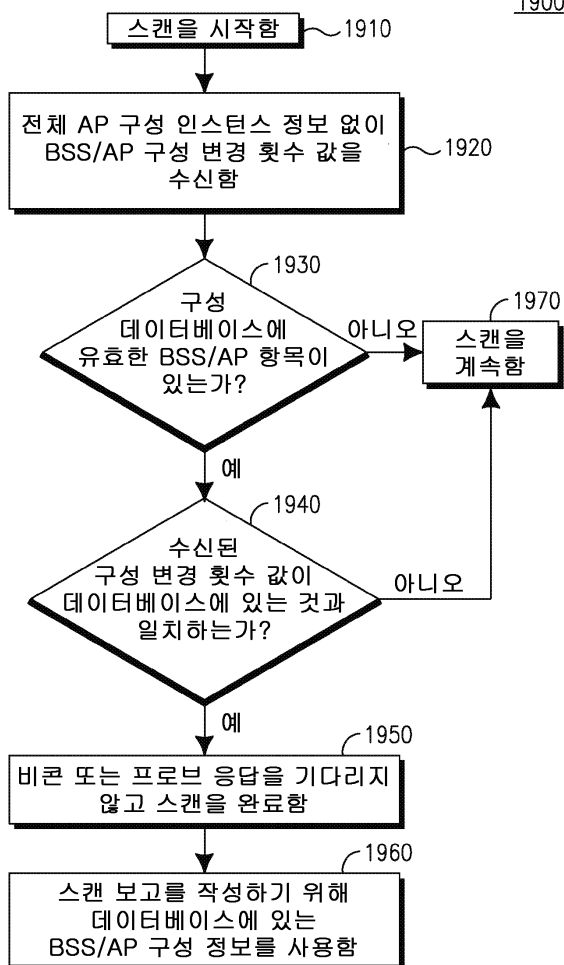 1900
스캔을 시작함
1910
전체 AP 구성 인스턴스 정보 없이
BSS/AP 구성 변경 횟수 값을
수신함
1920
1930
구성
데이터베이스에
유효한 BSS/AP 항목이
있는가?
아니오
1970
스캔을
계속함
예
1940
수신된
구성 변경 횟수 값이
데이터베이스에 있는 것과
일치하는가?
아니오
예
1950
비콘 또는 프로브 응답을 기다리지
않고 스캔을 완료함
1960
스캔 보고를 작성하기 위해
데이터베이스에 있는
BSS/AP 구성 정보를 사용함